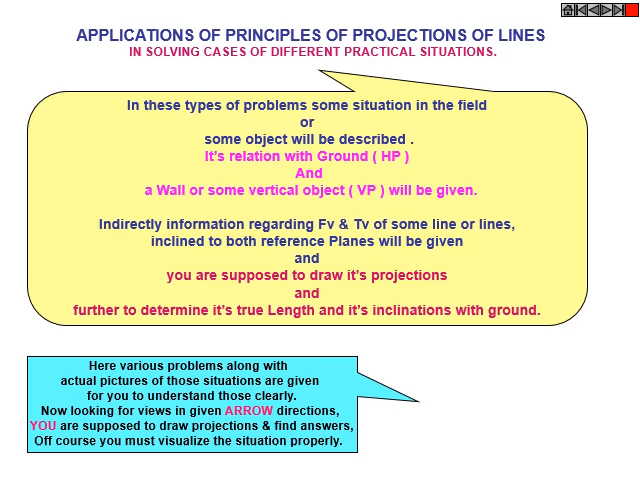 APPLICATIONS OF PRINCIPLES OF PROJECTIONS OF LINES
IN SOLVING CASES OF DIFFERENT PRACTICAL SITUATIONS.
In these types of problems some situation in the field
or
some object will be described .
It's relation with Ground ( HP )
And
a Wall or some vertical object ( VP ) will be given.
Indirectly information regarding Fv & Tv of some line or lines,
inclined to both reference Planes will be given
and
you are supposed to draw it's projections
and
further to determine it's true Length and it's inclinations with ground.
Here various problems along with
actual pictures of those situations are given
for you to understand those clearly.
Now looking for views in given ARROW directions,
YOU are supposed to draw projections & find answers,
Off course you must visualize the situation properly.